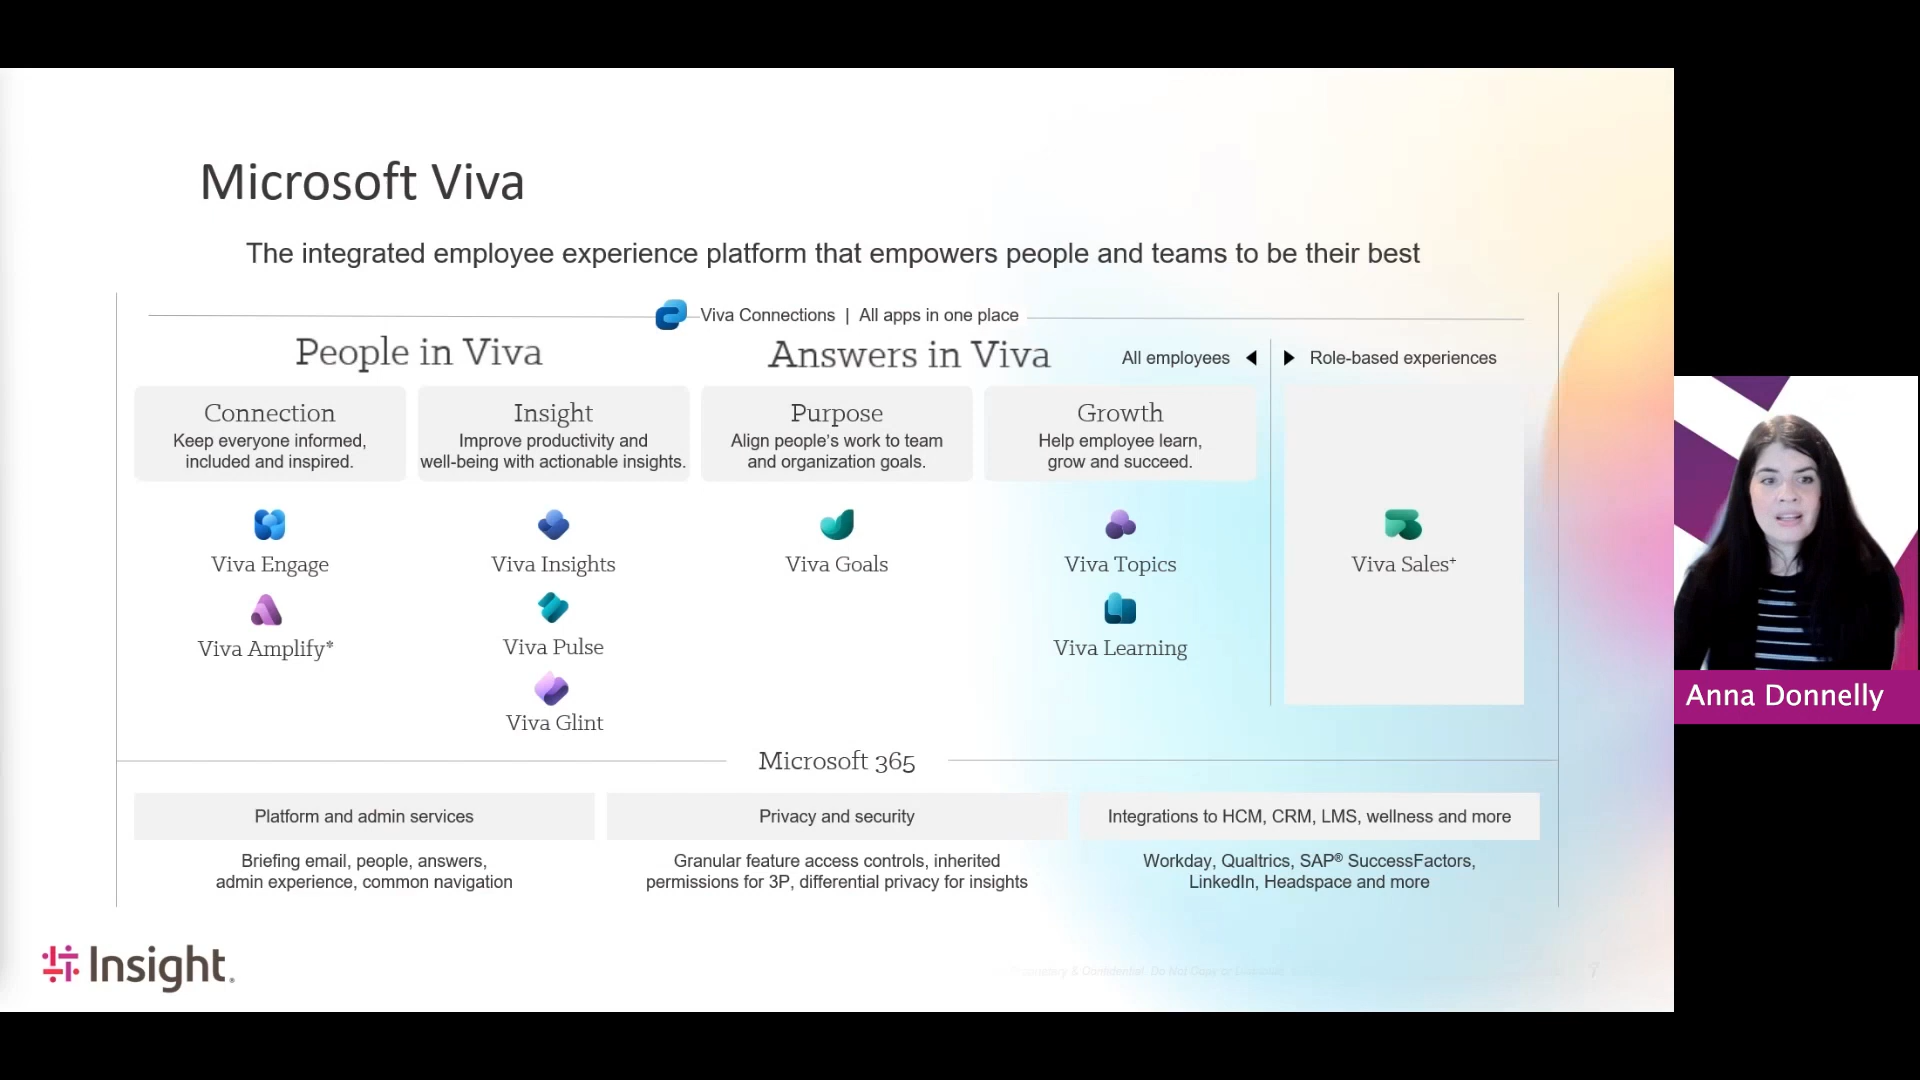 Microsoft Viva
The integrated employee experience platform that empowers people and teams to be their best
Viva Connections | All apps in one place
People in Viva
Answers in Viva
All employees
Role-based experiences
Connection
Keep everyone informed,
included and inspired.
Insight
Improve productivity and
well-being with actionable insights.
Purpose
Align people's work to team
and organization goals.
Growth
Help employee learn,
grow and succeed.
Viva Engage
Viva Insights
Viva Goals
Viva Topics
Viva Sales+
Viva Amplify*
Viva Pulse
Viva Learning
Viva Glint
Anna Donnelly
Microsoft 365
Platform and admin services
Privacy and security
Integrations to HCM, CRM, LMS, wellness and more
Briefing email, people, answers,
admin experience, common navigation
Granular feature access controls, inherited
permissions for 3P, differential privacy for insights
Workday, Qualtrics, SAP® SuccessFactors,
LinkedIn, Headspace and more
Insight.